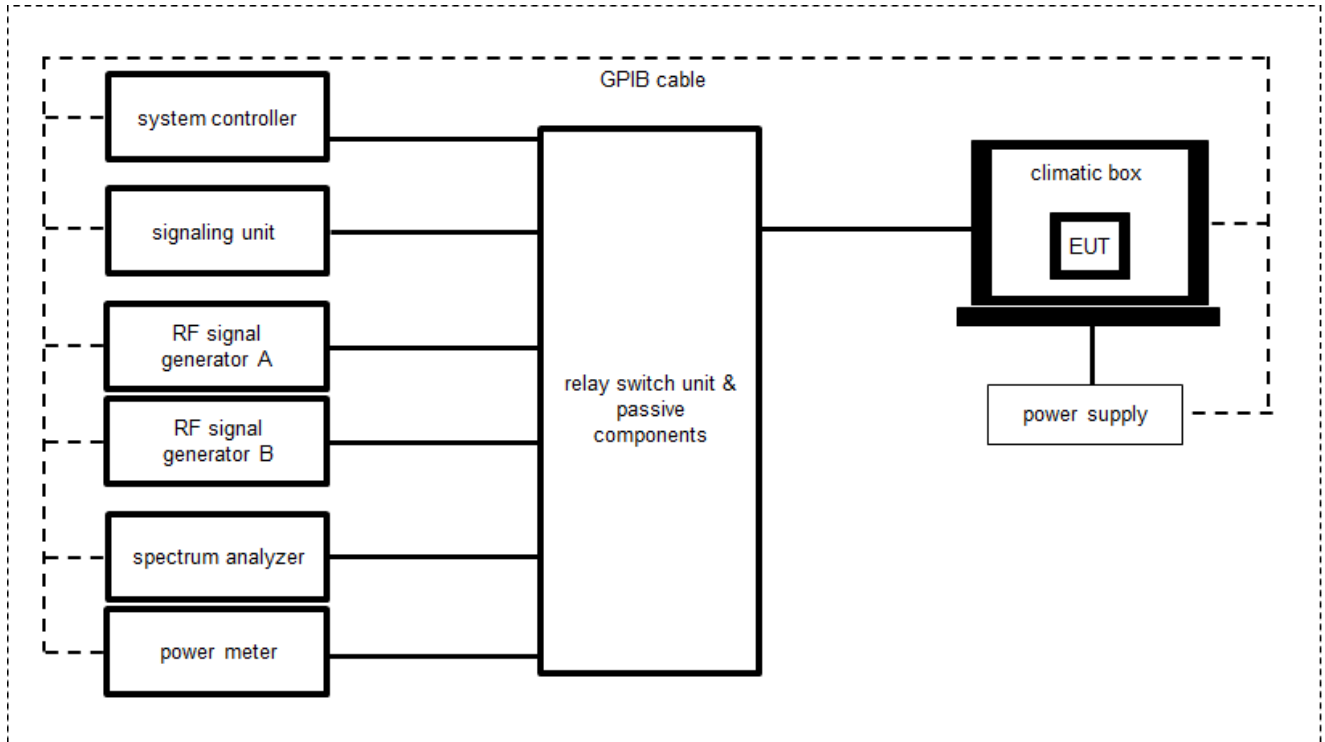 GPIB cable
system controller
signaling unit
RF signal
generator A
RF signal
generator B
spectrum analyzer
power meter
relay switch unit &
passive
components
climatic box
EUT
power supply